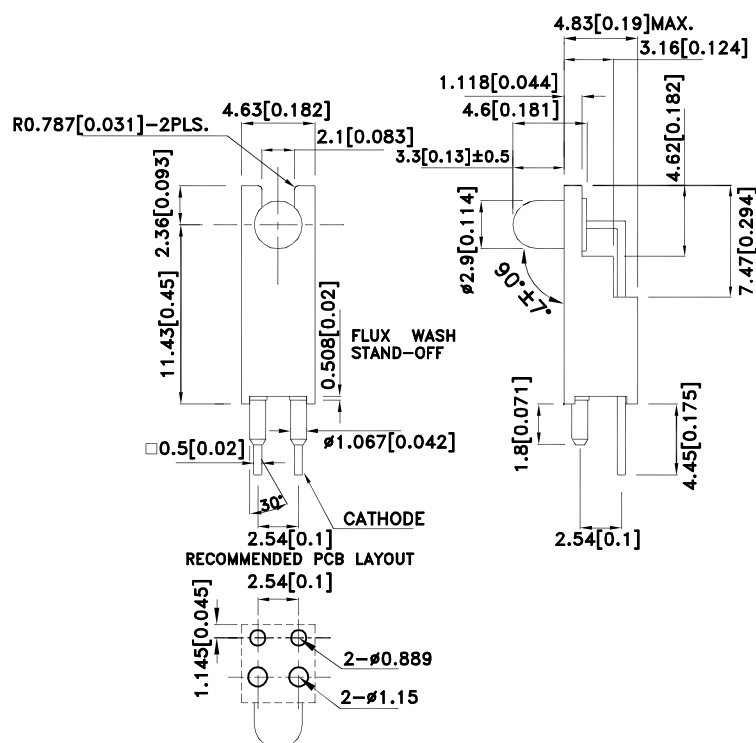 4.83[0.19]MAX.
3.16[0.124]
1.118[0.044]
4.63[0.182]
4.6[0.181]
R0.787[0.031]-2PLS.
2.1[0.083]
3.3[0.13]±0.5
4.62[0.182]
2.36[0.093]
ø2.9[0.114]
7.47[0.294]
90°±7°
11.43[0.45]
0.508[0.02]
FLUX WASH
STAND-OFF
1.8[0.071]
4.45[0.175]
□0.5[0.02]
ø1.067[0.042]
30°
CATHODE
2.54[0.1]
2.54[0.1]
RECOMMENDED PCB LAYOUT
2.54[0.1]
1.145[0.045]
2-ø0.889
2-ø1.15